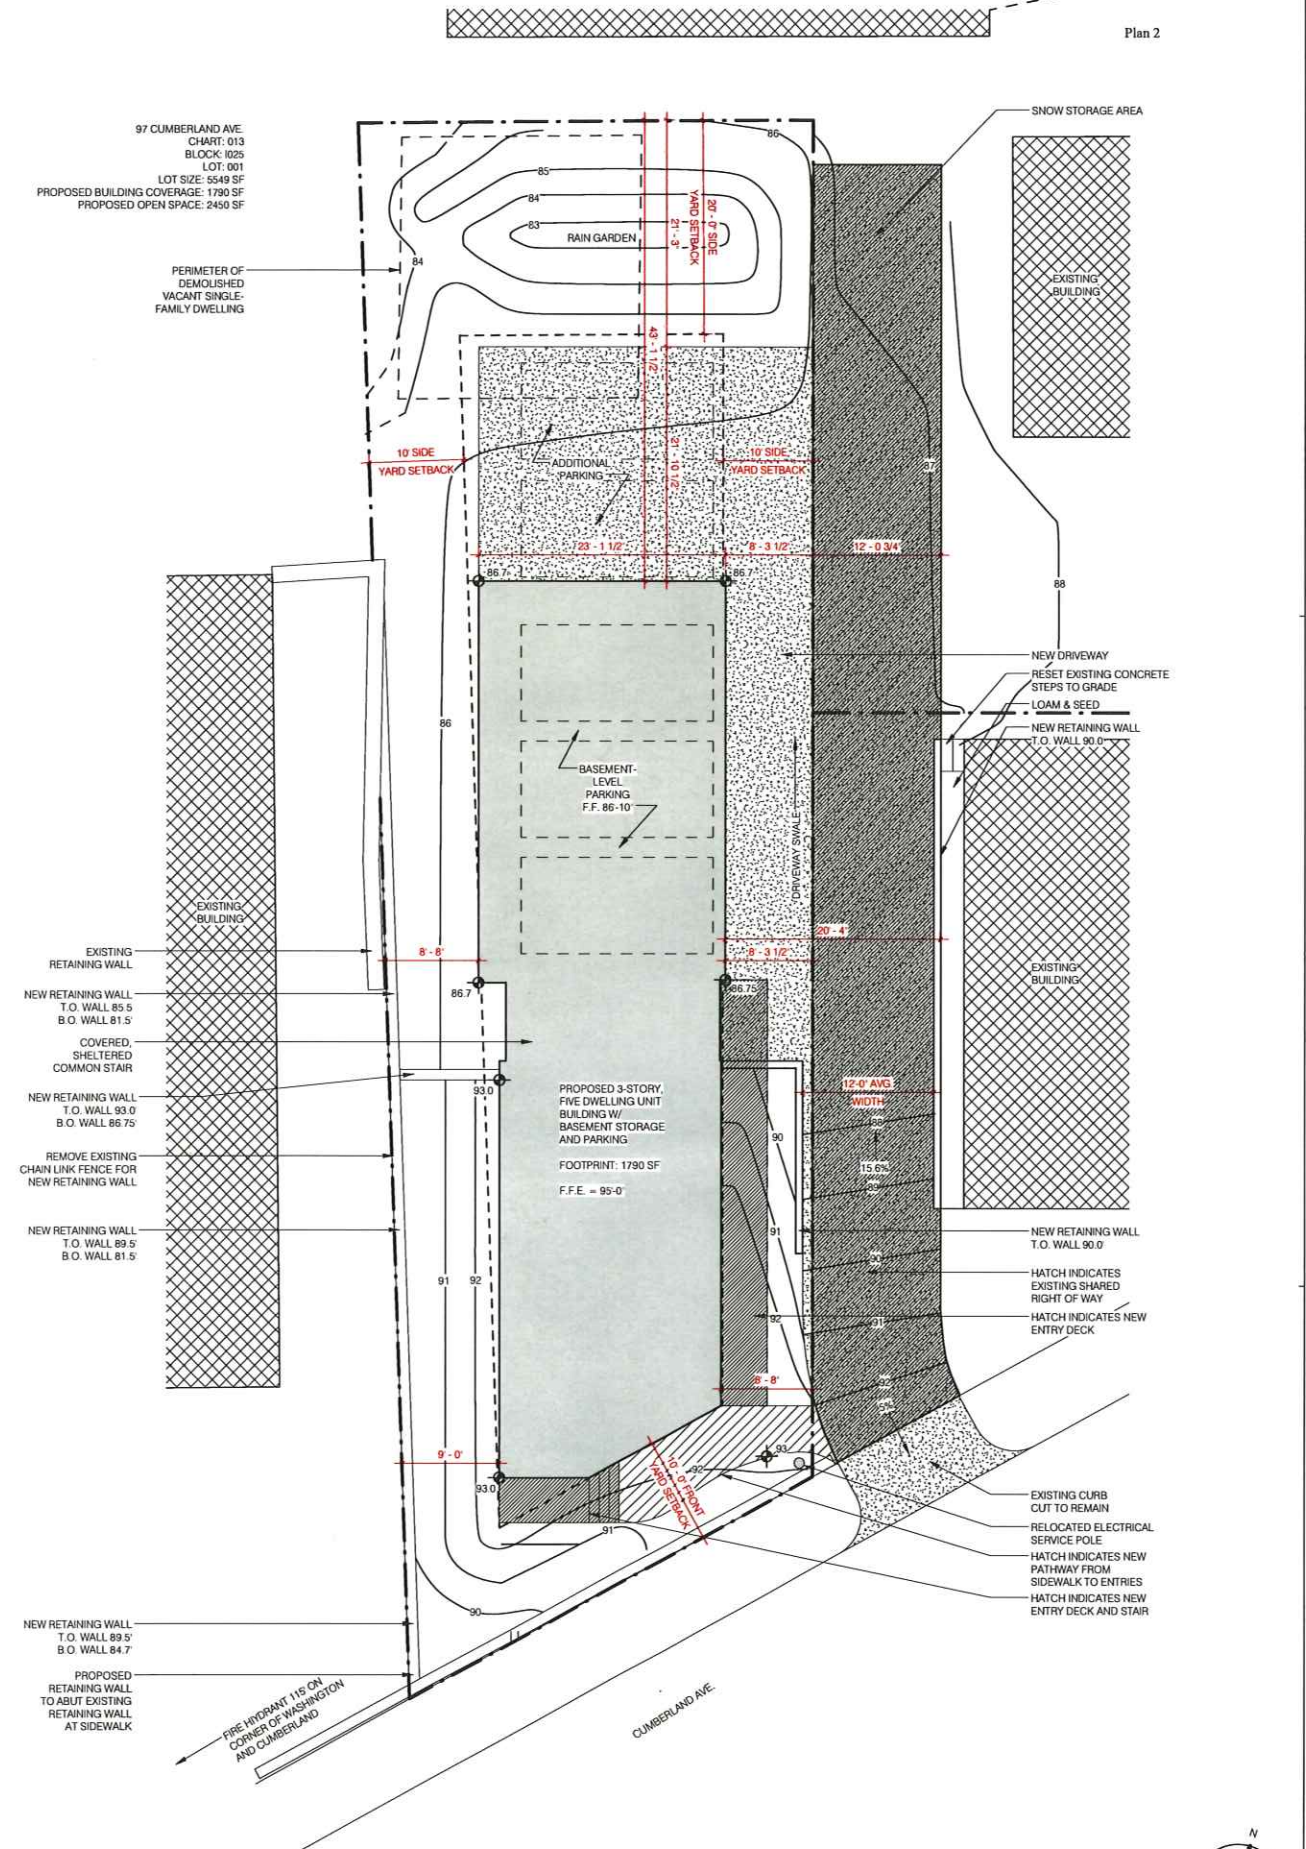 Plan 2
97 CUMBERLAND AVE.
CHART: 013
BLOCK: I025
LOT: 001
LOT SIZE: 5549 SF
PROPOSED BUILDING COVERAGE: 1790 SF
PROPOSED OPEN SPACE: 2450 SF
SNOW STORAGE AREA
86
85
84
83
RAIN GARDEN
20' - 0" SIDE
YARD SETBACK
21' - 3"
84
PERIMETER OF
DEMOLISHED
VACANT SINGLE-
FAMILY DWELLING
EXISTING
BUILDING
43' - 1 1/2"
10' SIDE
YARD SETBACK
ADDITIONAL
PARKING
21' - 10 1/2"
10' SIDE
YARD SETBACK
87
23' - 1 1/2"
8' - 3 1/2"
12' - 0 3/4"
86.7
86.7
88
NEW DRIVEWAY
RESET EXISTING CONCRETE
STEPS TO GRADE
LOAM & SEED
NEW RETAINING WALL
T.O. WALL 90.0'
86
BASEMENT-
LEVEL
PARKING
F.F. 86'-10"
DRIVEWAY SWALE
EXISTING
BUILDING
20' - 4"
8' - 8"
8' - 3 1/2"
EXISTING
RETAINING WALL
EXISTING
BUILDING
86.7
86.75
NEW RETAINING WALL
T.O. WALL 85.5
B.O. WALL 81.5'
COVERED,
SHELTERED
COMMON STAIR
93.0
NEW RETAINING WALL
T.O. WALL 93.0'
B.O. WALL 86.75'
PROPOSED 3-STORY,
FIVE DWELLING UNIT
BUILDING W/
BASEMENT STORAGE
AND PARKING
FOOTPRINT: 1790 SF
F.F.E. = 95'-0"
12'-0" AVG.
WIDTH
88
90
15.6%
89
REMOVE EXISTING
CHAIN LINK FENCE FOR
NEW RETAINING WALL
NEW RETAINING WALL
T.O. WALL 89.5'
B.O. WALL 81.5'
91
NEW RETAINING WALL
T.O. WALL 90.0'
90
HATCH INDICATES
EXISTING SHARED
RIGHT OF WAY
91
92
92
91
HATCH INDICATES NEW
ENTRY DECK
8' - 8"
92
9' - 0"
10' - 0" FRONT
YARD SETBACK
93
92
93.0
91
EXISTING CURB
CUT TO REMAIN
RELOCATED ELECTRICAL
SERVICE POLE
HATCH INDICATES NEW
PATHWAY FROM
SIDEWALK TO ENTRIES
HATCH INDICATES NEW
ENTRY DECK AND STAIR
90
NEW RETAINING WALL
T.O. WALL 89.5'
B.O. WALL 84.7'
PROPOSED
RETAINING WALL
TO ABUT EXISTING
RETAINING WALL
AT SIDEWALK
FIRE HYDRANT 115' ON
CORNER OF WASHINGTON
AND CUMBERLAND
CUMBERLAND AVE.
N